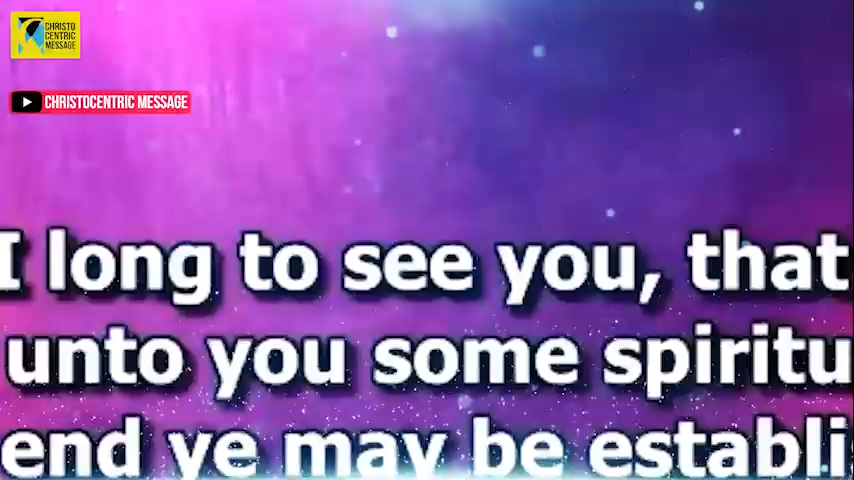 CHRISTO
CENTRIC
MESSAGE
CHRISTOCENTRIC MESSAGE
I long to see you, that
unto you some spiritu
end ye may be establi